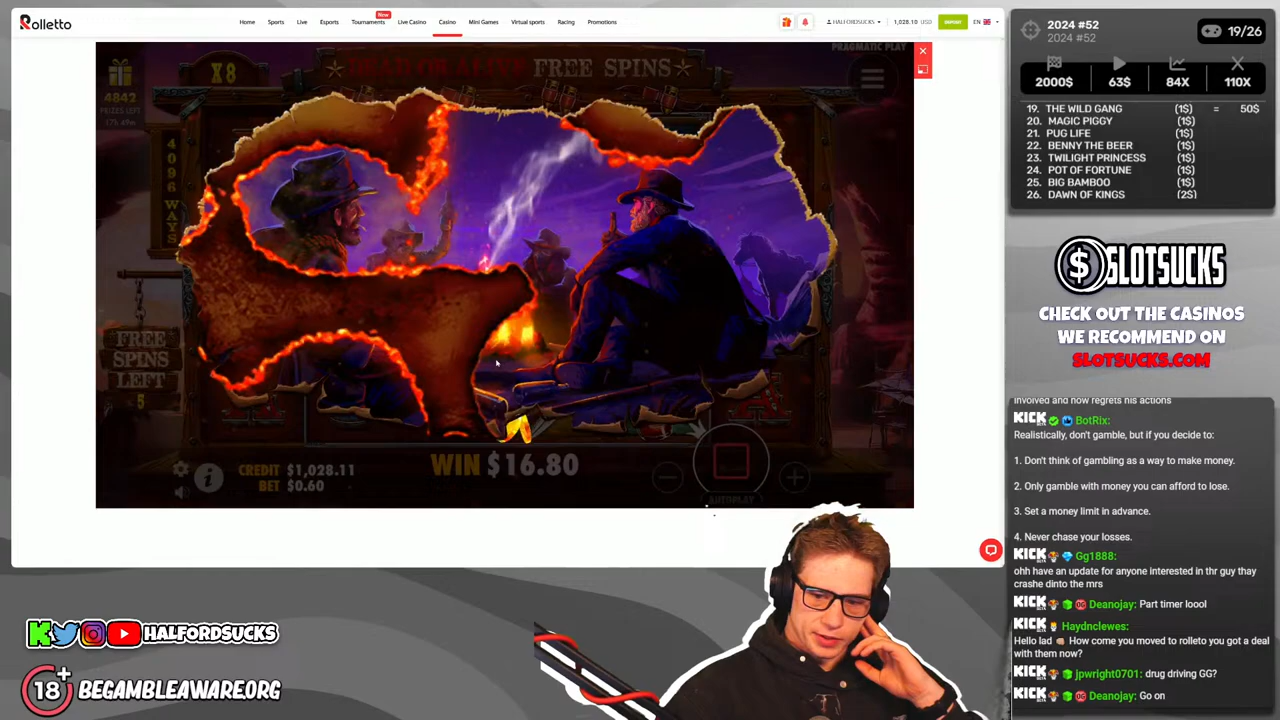 Rolletto
Home
Sports
Live
Esports
Tournaments
New
Live Casino
Casino
Mini Games
Virtual sports
Racing
Promotions
HALFORDSUCKS
1,028.10 USD
DEPOSIT
EN
PRAGMATIC PLAY
4842
PRIZES LEFT
X8
DEAD OR ALIVE FREE SPINS
4096 WAYS
FREE
SPINS
LEFT
5
CREDIT $1,028.11
BET $0.60
WIN $16.80
AUTOPLAY
2024 #52
2024 #52
19/26
2000$ 63$ 84X 110X
19. THE WILD GANG (1$) = 50$
20. MAGIC PIGGY (1$)
21. PUG LIFE (1$)
22. BENNY THE BEER (1$)
23. TWILIGHT PRINCESS (1$)
24. POT OF FORTUNE (1$)
25. BIG BAMBOO (1$)
26. DAWN OF KINGS (2$)
$ SLOTSUCKS
CHECK OUT THE CASINOS
WE RECOMMEND ON
SLOTSUCKS.COM
involved and now regrets his actions
KICK BotRix:
Realistically, don't gamble, but if you decide to:
1. Don't think of gambling as a way to make money.
2. Only gamble with money you can afford to lose.
3. Set a money limit in advance.
4. Never chase your losses.
KICK Gg1888:
ohh have an update for anyone interested in thr guy thay
crashe dinto the mrs
KICK OG Deanojay: Part timer loool
KICK Haydnclewes:
Hello lad 👊🏼 How come you moved to rolleto you got a deal
with them now?
KICK jpwright0701: drug driving GG?
KICK OG Deanojay: Go on
K HALFORDSUCKS
18+ BEGAMBLEAWARE.ORG